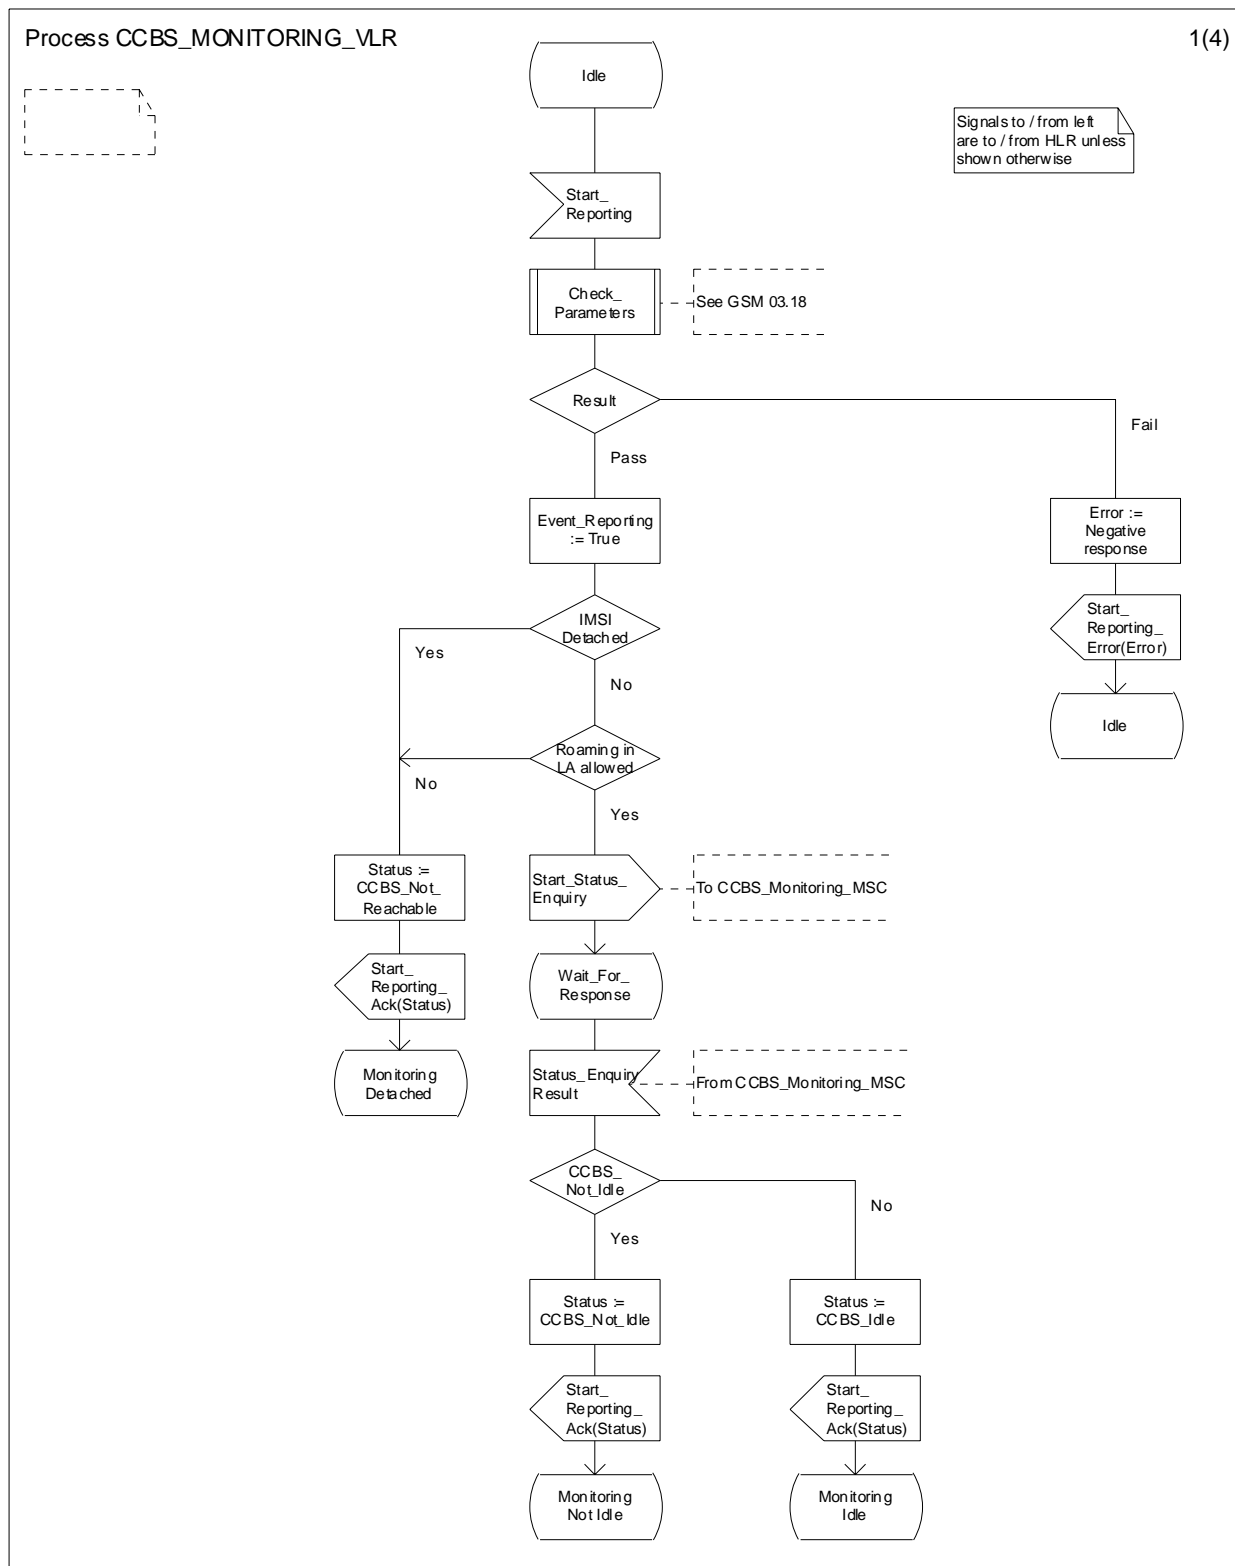 Process CCBS_MONITORING_VLR
1(4)
Idle
Signals to / from left
are to / from HLR unless
shown otherwise
Start_
Reporting
Check_
Parameters
See GSM 03.18
Result
Fail
Pass
Event_Reporting
:= True
Error :=
Negative
response
IMSI
Detached
Start_
Reporting_
Error(Error)
Yes
No
Idle
Roaming in
LA allowed
No
Yes
Status :=
CCBS_Not_
Reachable
Start_Status_
Enquiry
To CCBS_Monitoring_MSC
Start_
Reporting_
Ack(Status)
Wait_For_
Response
Monitoring
Detached
Status_Enquiry
Result
From CCBS_Monitoring_MSC
CCBS_
Not_Idle
No
Yes
Status :=
CCBS_Not_Idle
Status :=
CCBS_Idle
Start_
Reporting_
Ack(Status)
Start_
Reporting_
Ack(Status)
Monitoring
Not Idle
Monitoring
Idle